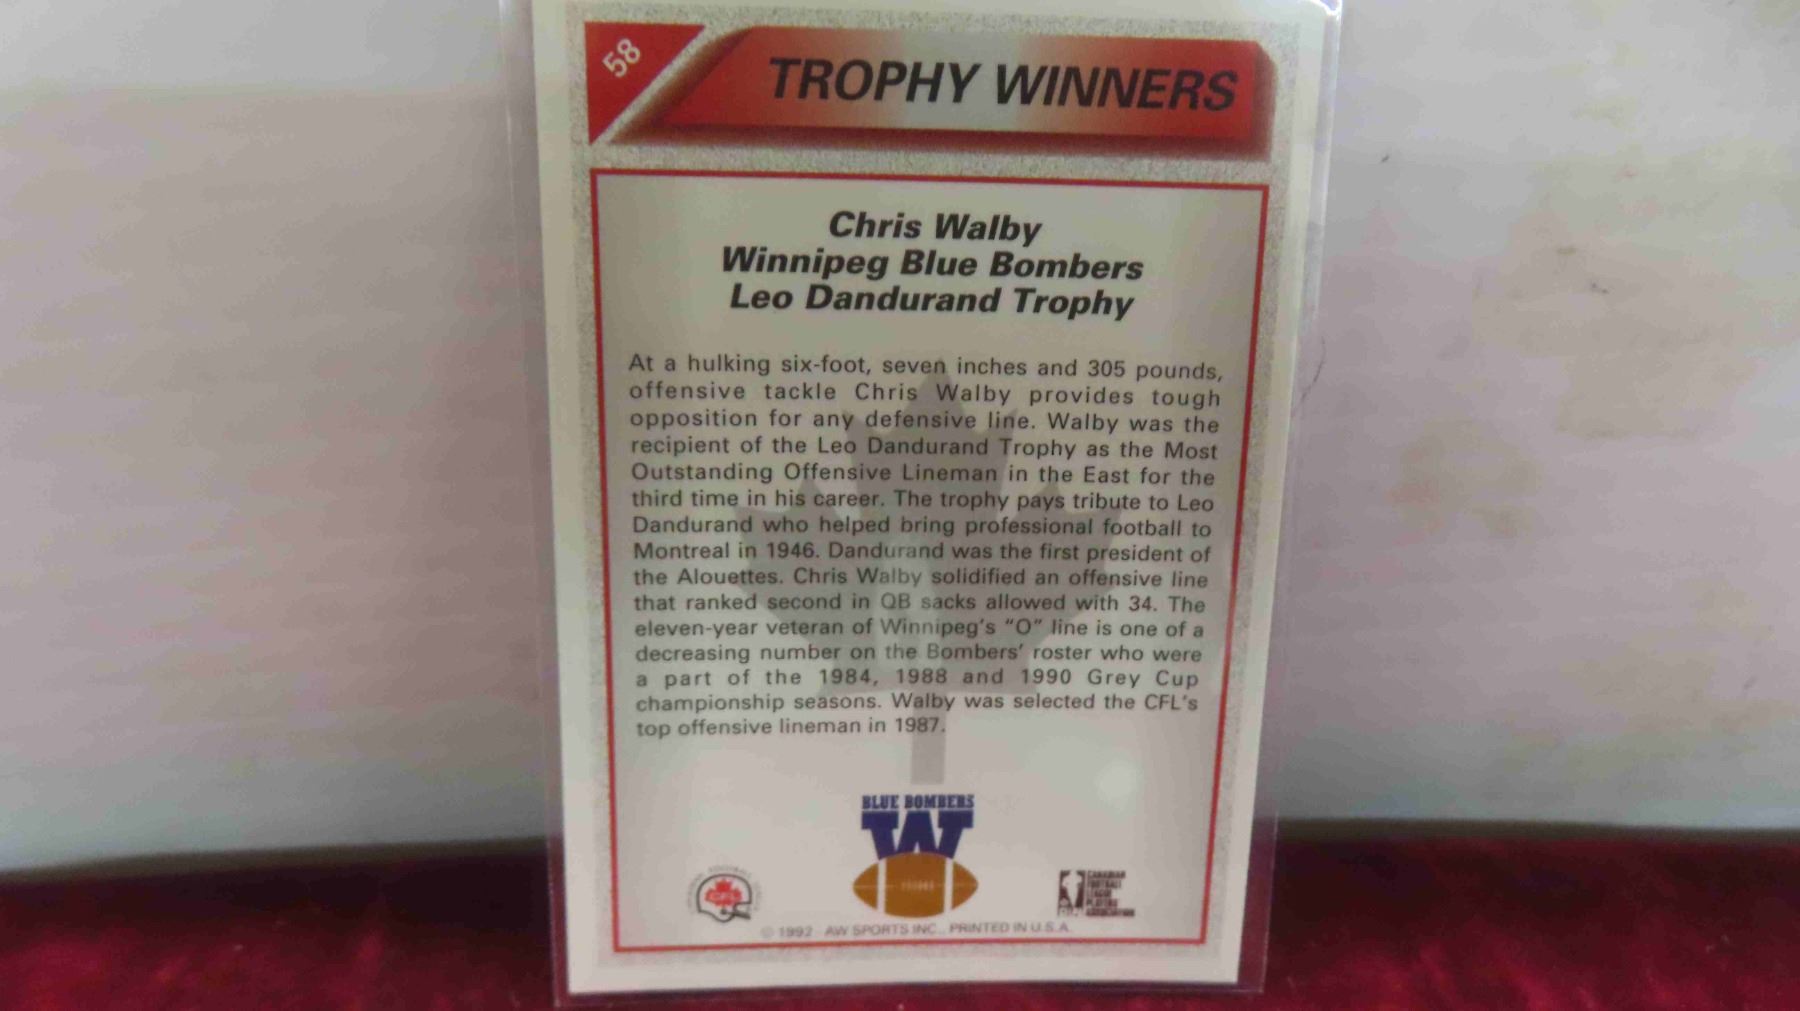 58
TROPHY WINNERS
Chris Walby
Winnipeg Blue Bombers
Leo Dandurand Trophy
At a hulking six-foot, seven inches and 305 pounds,
offensive tackle Chris Walby provides tough
opposition for any defensive line. Walby was the
recipient of the Leo Dandurand Trophy as the Most
Outstanding Offensive Lineman in the East for the
third time in his career. The trophy pays tribute to Leo
Dandurand who helped bring professional football to
Montreal in 1946. Dandurand was the first president of
the Alouettes. Chris Walby solidified an offensive line
that ranked second in QB sacks allowed with 34. The
eleven-year veteran of Winnipeg's "O" line is one of a
decreasing number on the Bombers' roster who were
a part of the 1984, 1988 and 1990 Grey Cup
championship seasons. Walby was selected the CFL's
top offensive lineman in 1987.
BLUE BOMBERS
W
CFL
CANADIAN
FOOTBALL
LEAGUE
PLAYERS
ASSOCIATION
© 1992 AW SPORTS INC., PRINTED IN U.S.A.